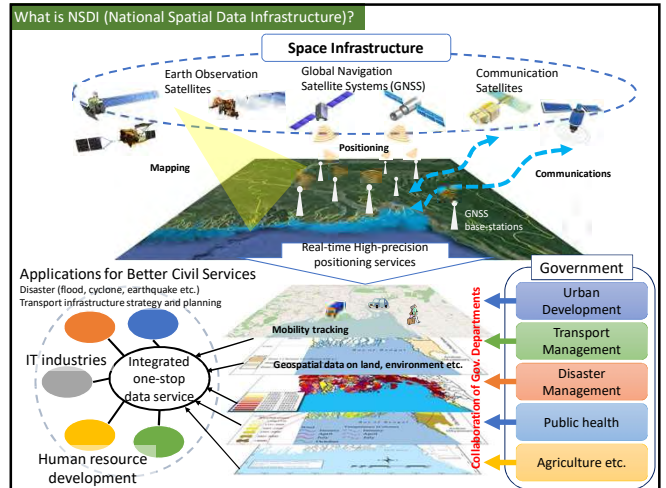 What is NSDI (National Spatial Data Infrastructure)?
Space Infrastructure
Earth Observation
Satellites
Global Navigation
Satellite Systems (GNSS)
Communication
Satellites
Mapping
Positioning
Communications
GNSS
base-stations
Real-time High-precision
positioning services
Applications for Better Civil Services
Disaster (flood, cyclone, earthquake etc.)
Transport infrastructure strategy and planning
IT industries
Integrated
one-stop
data service
Human resource
development
Mobility tracking
Geospatial data on land, environment etc.
Collaboration of Gov. Departments
Government
Urban
Development
Transport
Management
Disaster
Management
Public health
Agriculture etc.